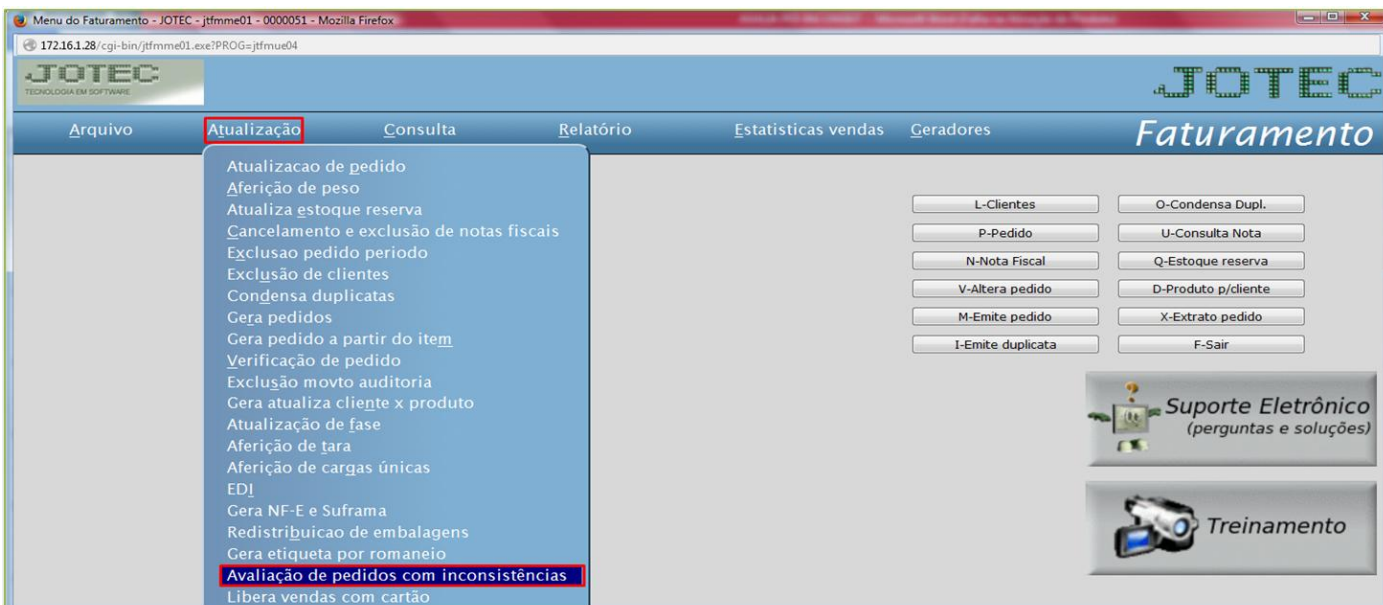 Menu do Faturamento - JOTEC - jtfmme01 - 0000051 - Mozilla Firefox
172.16.1.28/cgi-bin/jtfmme01.exe?PROG=jtfmue04
JOTEC
TECNOLOGIA EM SOFTWARE
JOTEC
Arquivo Atualização Consulta Relatório Estatisticas vendas Geradores Faturamento
Atualizacao de pedido
Aferição de peso
Atualiza estoque reserva
Cancelamento e exclusão de notas fiscais
Exclusao pedido periodo
Exclusão de clientes
Condensa duplicatas
Gera pedidos
Gera pedido a partir do item
Verificação de pedido
Exclusão movto auditoria
Gera atualiza cliente x produto
Atualização de fase
Aferição de tara
Aferição de cargas únicas
EDI
Gera NF-E e Suframa
Redistribuicao de embalagens
Gera etiqueta por romaneio
Avaliação de pedidos com inconsistências
Libera vendas com cartão
L-Clientes O-Condensa Dupl.
P-Pedido U-Consulta Nota
N-Nota Fiscal Q-Estoque reserva
V-Altera pedido D-Produto p/cliente
M-Emite pedido X-Extrato pedido
I-Emite duplicata F-Sair
Suporte Eletrônico
(perguntas e soluções)
Treinamento